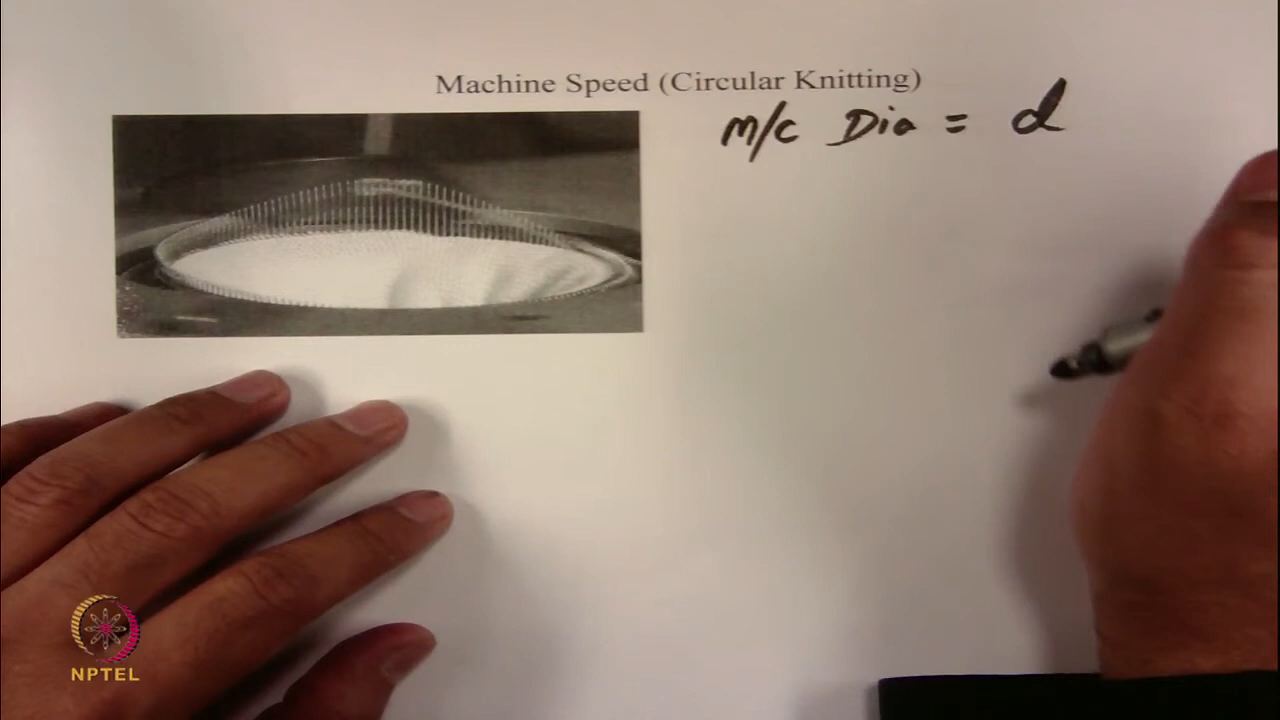 Machine Speed (Circular Knitting)
m/c Dia = d
NPTEL